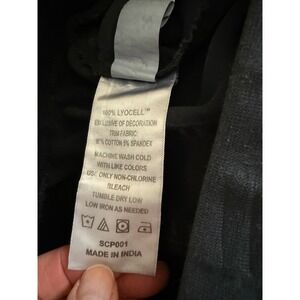 100% LYOCELL™
EXCLUSIVE OF DECORATION
TRIM FABRIC:
COTTON 5% SPANDEX
MACHINE WASH COLD
WITH LIKE COLORS
USE ONLY NON-CHLORINE
BLEACH
TUMBLE DRY LOW
LOW IRON AS NEEDED
SCP001
MADE IN INDIA